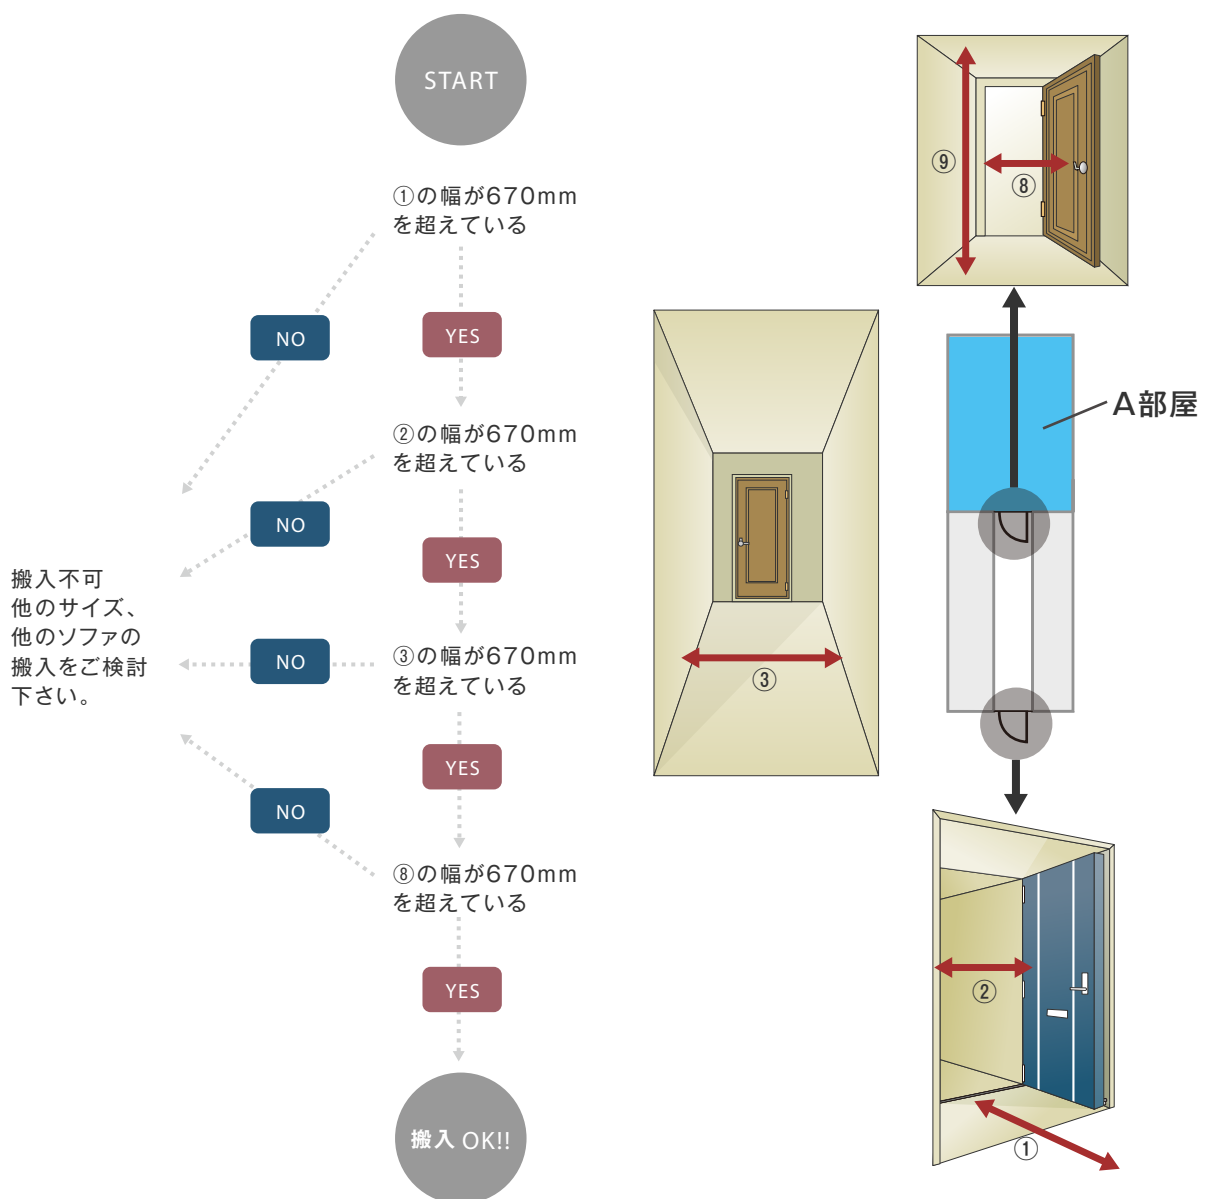 START
①の幅が670mm
を超えている
NO
YES
②の幅が670mm
を超えている
NO
YES
③の幅が670mm
を超えている
NO
YES
⑧の幅が670mm
を超えている
NO
YES
搬入 OK!!
搬入不可
他のサイズ、
他のソファの
搬入をご検討
下さい。
③
⑨
⑧
A部屋
②
①